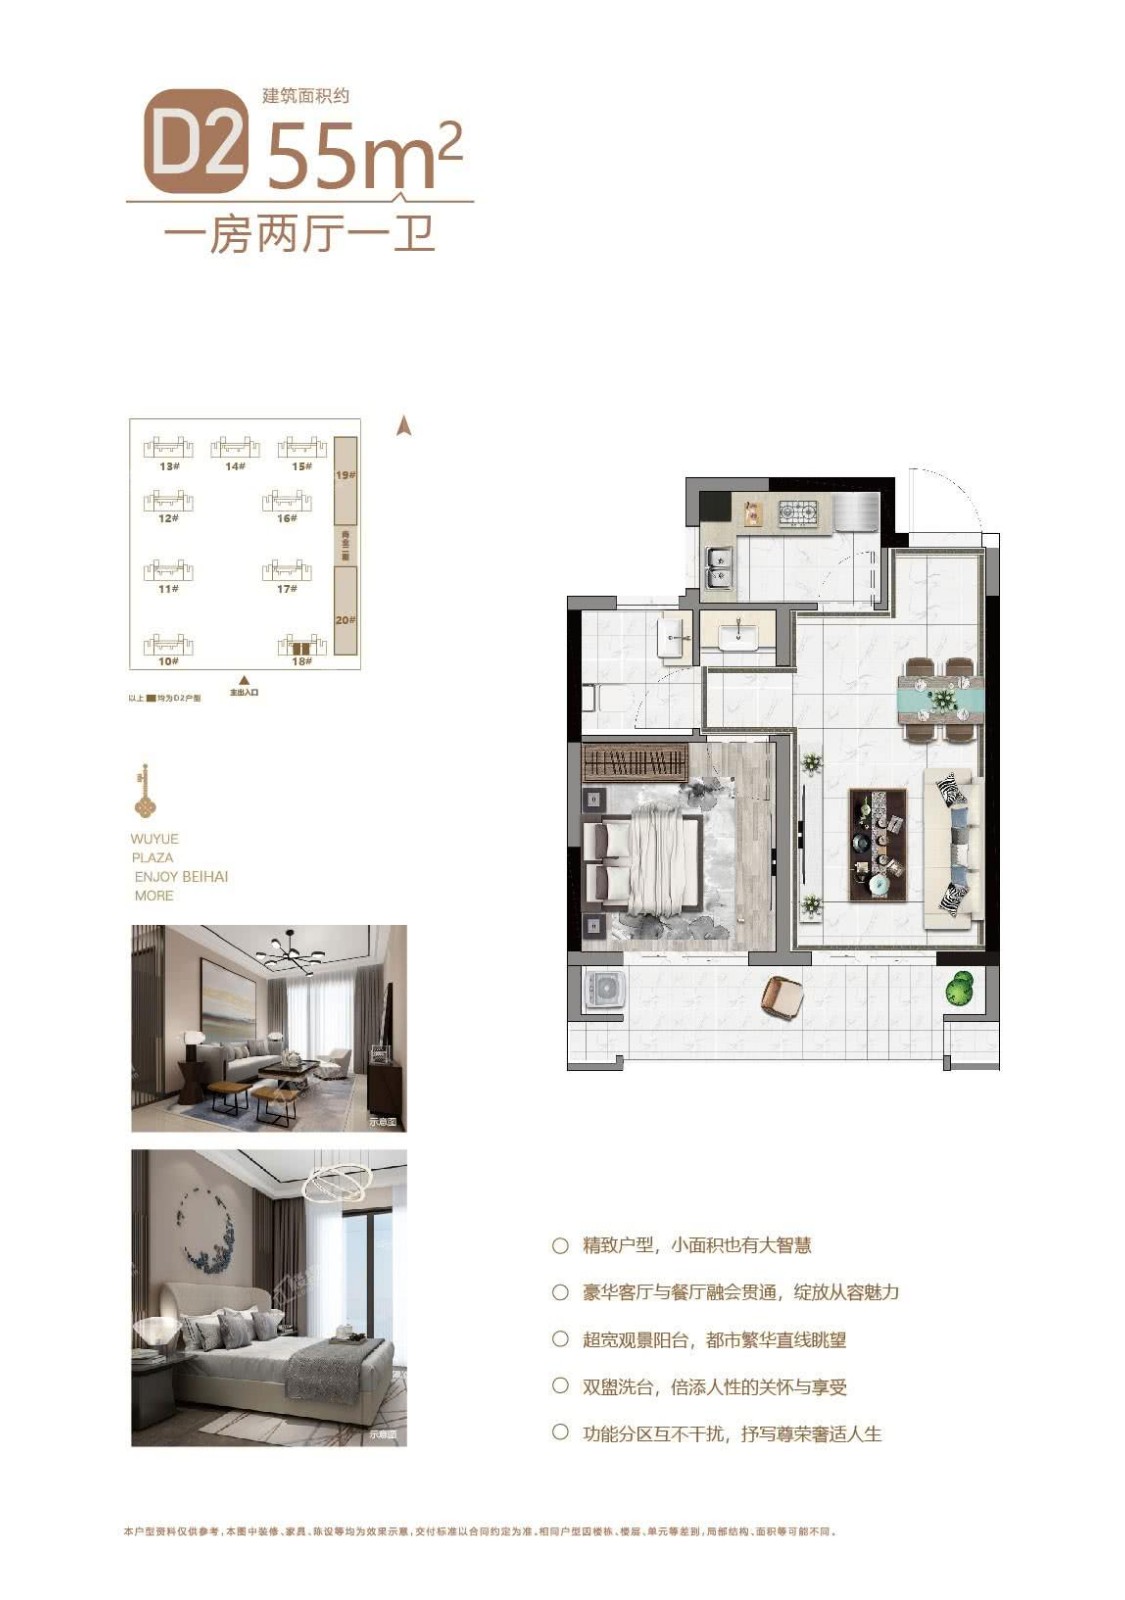 D2
建筑面积约
55m²
一房两厅一卫
13#
14#
15#
19#
12#
16#
11#
17#
20#
10#
18#
以上 均为D2户型
主出入口
WUYUE
PLAZA
ENJOY BEIHAI
MORE
示意图
示意图
精致户型，小面积也有大智慧
豪华客厅与餐厅融会贯通，绽放从容魅力
超宽观景阳台，都市繁华直线眺望
双盥洗台，倍添人性的关怀与享受
功能分区互不干扰，抒写尊荣奢适人生
本户型资料仅供参考，本图中装修、家具、陈设等均为效果示意，交付标准以合同约定为准。相同户型因楼栋、楼层、单元等差别，局部结构、面积等可能不同。